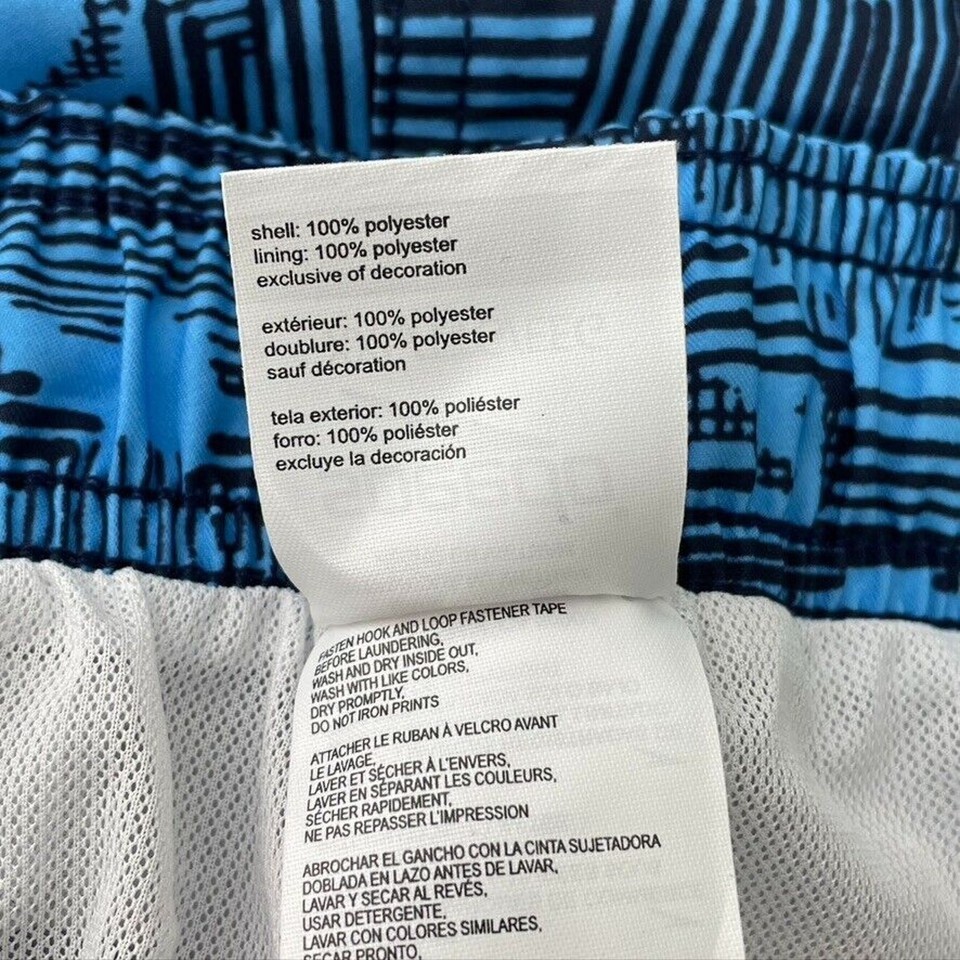 shell: 100% polyester
lining: 100% polyester
exclusive of decoration
extérieur: 100% polyester
doublure: 100% polyester
sauf décoration
tela exterior: 100% poliéster
forro: 100% poliéster
excluye la decoración
FASTEN HOOK AND LOOP FASTENER TAPE
BEFORE LAUNDERING,
WASH AND DRY INSIDE OUT,
WASH WITH LIKE COLORS,
DRY PROMPTLY,
DO NOT IRON PRINTS
ATTACHER LE RUBAN À VELCRO AVANT
LE LAVAGE,
LAVER ET SÉCHER À L'ENVERS,
LAVER EN SÉPARANT LES COULEURS,
SÉCHER RAPIDEMENT,
NE PAS REPASSER L'IMPRESSION
ABROCHAR EL GANCHO CON LA CINTA SUJETADORA
DOBLADA EN LAZO ANTES DE LAVAR,
LAVAR Y SECAR AL REVÉS,
USAR DETERGENTE,
LAVAR CON COLORES SIMILARES,
SECAR PRONTO,